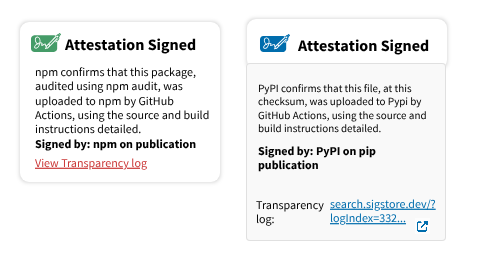 Attestation Signed
npm confirms that this package,
audited using npm audit, was
uploaded to npm by GitHub
Actions, using the source and build
instructions detailed.
Signed by: npm on publication
View Transparency log
Attestation Signed
PyPI confirms that this file, at this
checksum, was uploaded to Pypi by
GitHub Actions, using the source and
build instructions detailed.
Signed by: PyPI on pip
publication
Transparency
log:
search.sigstore.dev/?
logIndex=332...